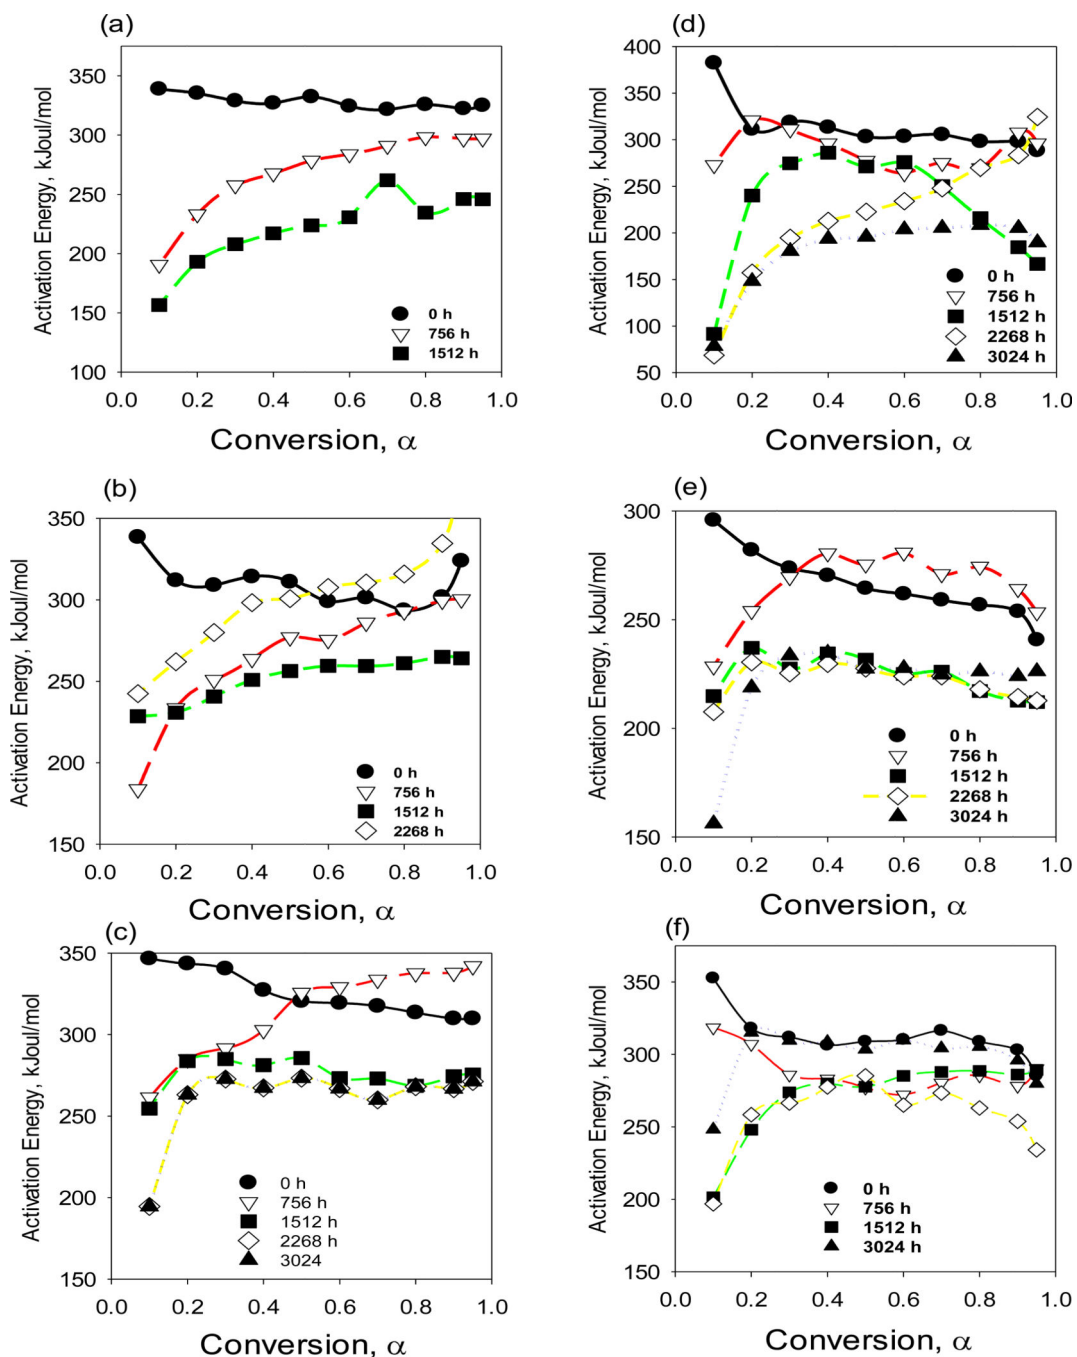 (a)
Activation Energy, kJoul/mol
350
300
250
200
150
100
0 h
756 h
1512 h
0.0 0.2 0.4 0.6 0.8 1.0
Conversion, α
(b)
Activation Energy, kJoul/mol
350
300
250
200
150
0 h
756 h
1512 h
2268 h
0.0 0.2 0.4 0.6 0.8 1.0
Conversion, α
(c)
Activation Energy, kJoul/mol
350
300
250
200
150
0 h
756 h
1512 h
2268 h
3024
0.0 0.2 0.4 0.6 0.8 1.0
Conversion, α
(d)
Activation Energy, kJoul/mol
400
350
300
250
200
150
100
50
0 h
756 h
1512 h
2268 h
3024 h
0.0 0.2 0.4 0.6 0.8 1.0
Conversion, α
(e)
Activation Energy, kJoul/mol
300
250
200
150
0 h
756 h
1512 h
2268 h
3024 h
0.0 0.2 0.4 0.6 0.8 1.0
Conversion, α
(f)
Activation Energy, kJoul/mol
350
300
250
200
150
0 h
756 h
1512 h
3024 h
0.0 0.2 0.4 0.6 0.8 1.0
Conversion, α